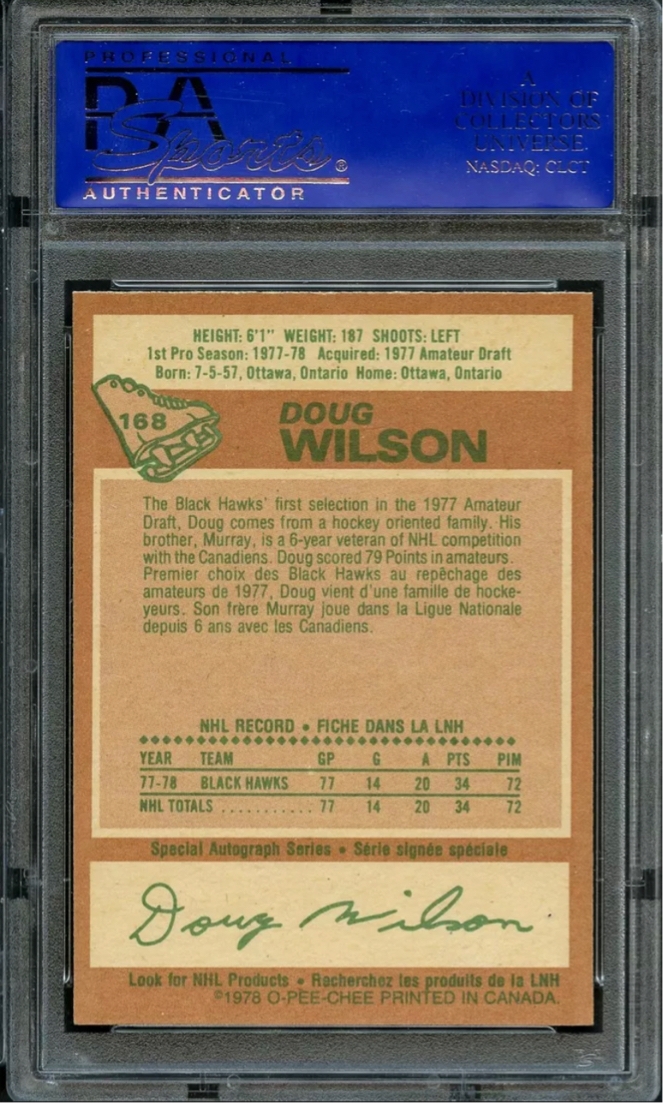 PROFESSIONAL
PSA
Sports®
AUTHENTICATOR
A
DIVISION OF
COLLECTORS
UNIVERSE
NASDAQ: CLCT
HEIGHT: 6'1" WEIGHT: 187 SHOOTS: LEFT
1st Pro Season: 1977-78 Acquired: 1977 Amateur Draft
Born: 7-5-57, Ottawa, Ontario Home: Ottawa, Ontario
168
DOUG
WILSON
The Black Hawks' first selection in the 1977 Amateur
Draft, Doug comes from a hockey oriented family. His
brother, Murray, is a 6-year veteran of NHL competition
with the Canadiens. Doug scored 79 Points in amateurs.
Premier choix des Black Hawks au repêchage des
amateurs de 1977, Doug vient d'une famille de hocke-
yeurs. Son frère Murray joue dans la Ligue Nationale
depuis 6 ans avec les Canadiens.
NHL RECORD • FICHE DANS LA LNH
YEAR TEAM GP G A PTS PIM
77-78 BLACK HAWKS 77 14 20 34 72
NHL TOTALS ........... 77 14 20 34 72
Special Autograph Series • Série signée spéciale
Doug Wilson
Look for NHL Products • Recherchez les produits de la LNH
©1978 O-PEE-CHEE PRINTED IN CANADA.